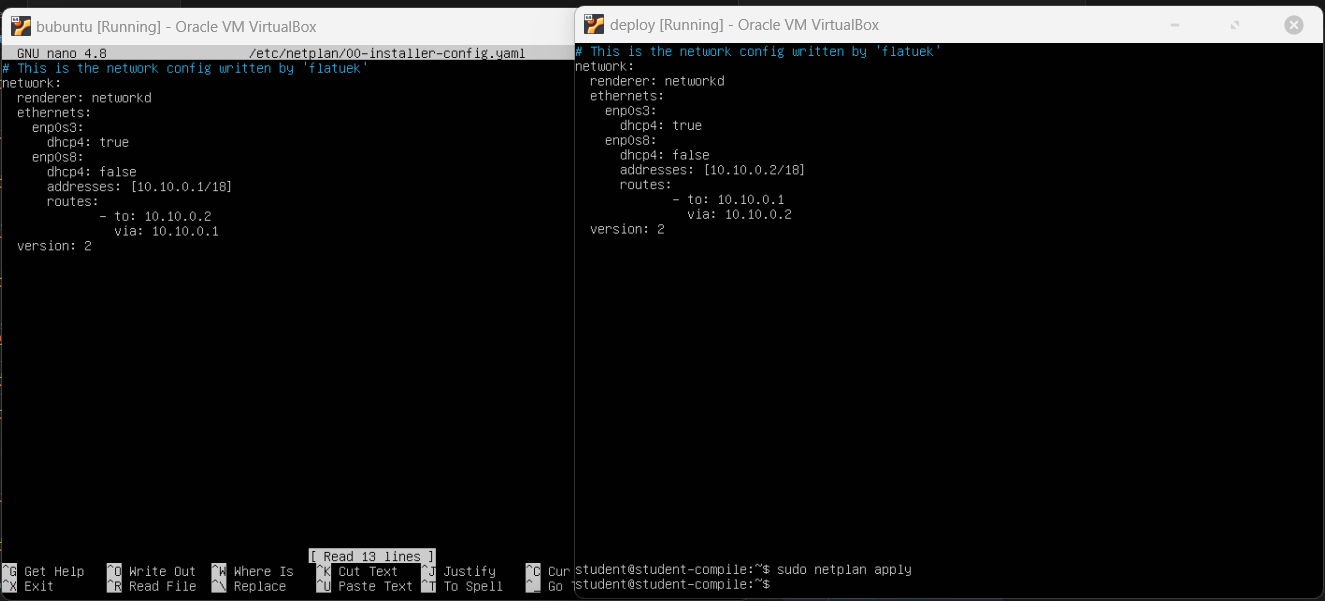 bubuntu [Running] - Oracle VM VirtualBox
GNU nano 4.8 /etc/netplan/00-installer-config.yaml
# This is the network config written by 'flatuek'
network:
  renderer: networkd
  ethernets:
    enp0s3:
      dhcp4: true
    enp0s8:
      dhcp4: false
      addresses: [10.10.0.1/18]
      routes:
             - to: 10.10.0.2
               via: 10.10.0.1
  version: 2
[ Read 13 lines ]
^G Get Help ^O Write Out ^W Where Is ^K Cut Text ^J Justify ^C Cur
^X Exit ^R Read File ^\ Replace ^U Paste Text ^T To Spell ^_ Go
deploy [Running] - Oracle VM VirtualBox
# This is the network config written by 'flatuek'
network:
  renderer: networkd
  ethernets:
    enp0s3:
      dhcp4: true
    enp0s8:
      dhcp4: false
      addresses: [10.10.0.2/18]
      routes:
             - to: 10.10.0.1
               via: 10.10.0.2
  version: 2
student@student-compile:~$ sudo netplan apply
student@student-compile:~$